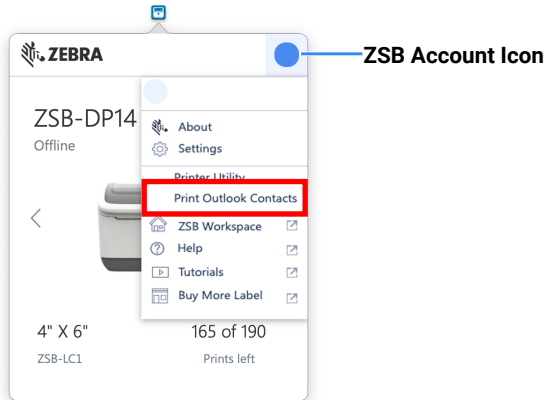 ZEBRA
ZSB Account Icon
ZSB-DP14
Offline
About
Settings
Printer Utility
Print Outlook Contacts
ZSB Workspace
Help
Tutorials
Buy More Label
4" X 6"
165 of 190
ZSB-LC1
Prints left